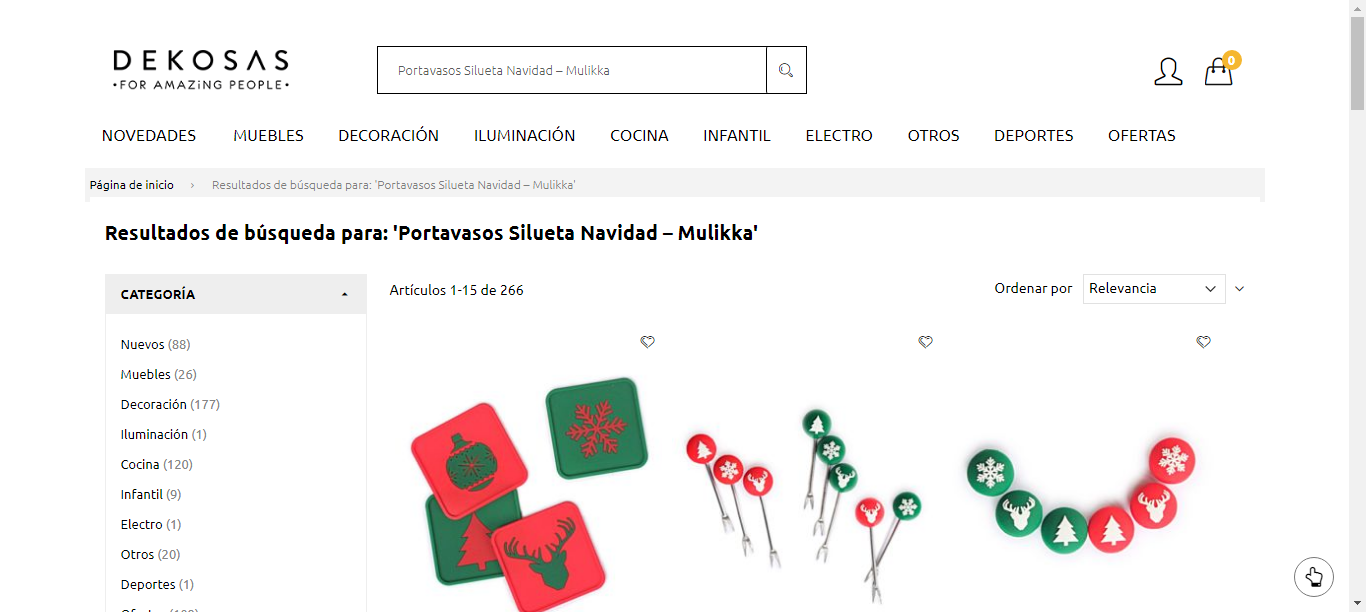 DEKOSAS
•FOR AMAZiNG PEOPLE•
Portavasos Silueta Navidad – Mulikka
0
NOVEDADES MUEBLES DECORACIÓN ILUMINACIÓN COCINA INFANTIL ELECTRO OTROS DEPORTES OFERTAS
Página de inicio › Resultados de búsqueda para: 'Portavasos Silueta Navidad – Mulikka'
Resultados de búsqueda para: 'Portavasos Silueta Navidad – Mulikka'
CATEGORÍA
Artículos 1-15 de 266
Ordenar por Relevancia
Nuevos (88)
Muebles (26)
Decoración (177)
Iluminación (1)
Cocina (120)
Infantil (9)
Electro (1)
Otros (20)
Deportes (1)